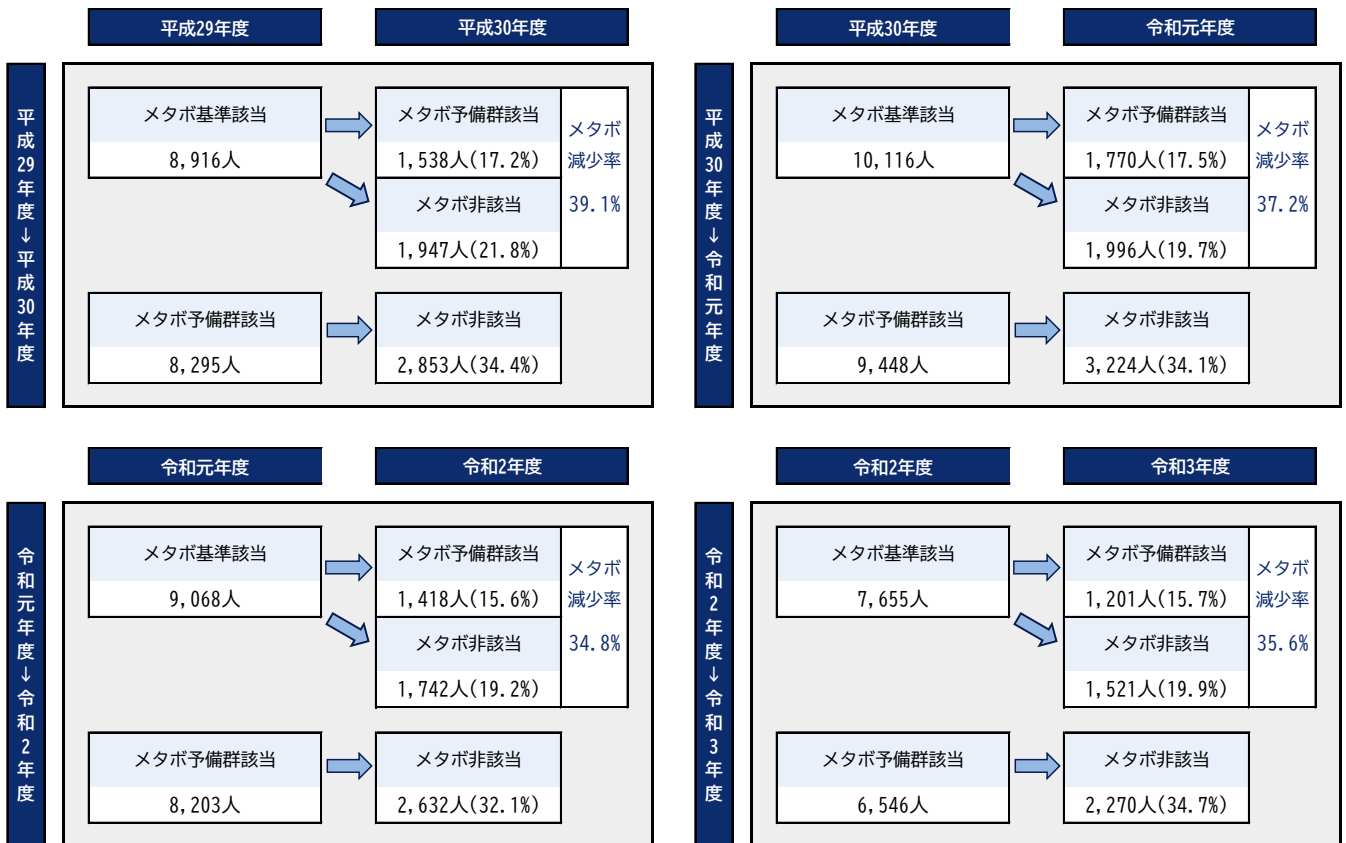 平成29年度
平成30年度
平成29年度→平成30年度
メタボ基準該当
8,916人
メタボ予備群該当
1,538人(17.2%)
メタボ非該当
1,947人(21.8%)
メタボ
減少率
39.1%
メタボ予備群該当
8,295人
メタボ非該当
2,853人(34.4%)
平成30年度
令和元年度
平成30年度→令和元年度
メタボ基準該当
10,116人
メタボ予備群該当
1,770人(17.5%)
メタボ非該当
1,996人(19.7%)
メタボ
減少率
37.2%
メタボ予備群該当
9,448人
メタボ非該当
3,224人(34.1%)
令和元年度
令和2年度
令和元年度→令和2年度
メタボ基準該当
9,068人
メタボ予備群該当
1,418人(15.6%)
メタボ非該当
1,742人(19.2%)
メタボ
減少率
34.8%
メタボ予備群該当
8,203人
メタボ非該当
2,632人(32.1%)
令和2年度
令和3年度
令和2年度→令和3年度
メタボ基準該当
7,655人
メタボ予備群該当
1,201人(15.7%)
メタボ非該当
1,521人(19.9%)
メタボ
減少率
35.6%
メタボ予備群該当
6,546人
メタボ非該当
2,270人(34.7%)